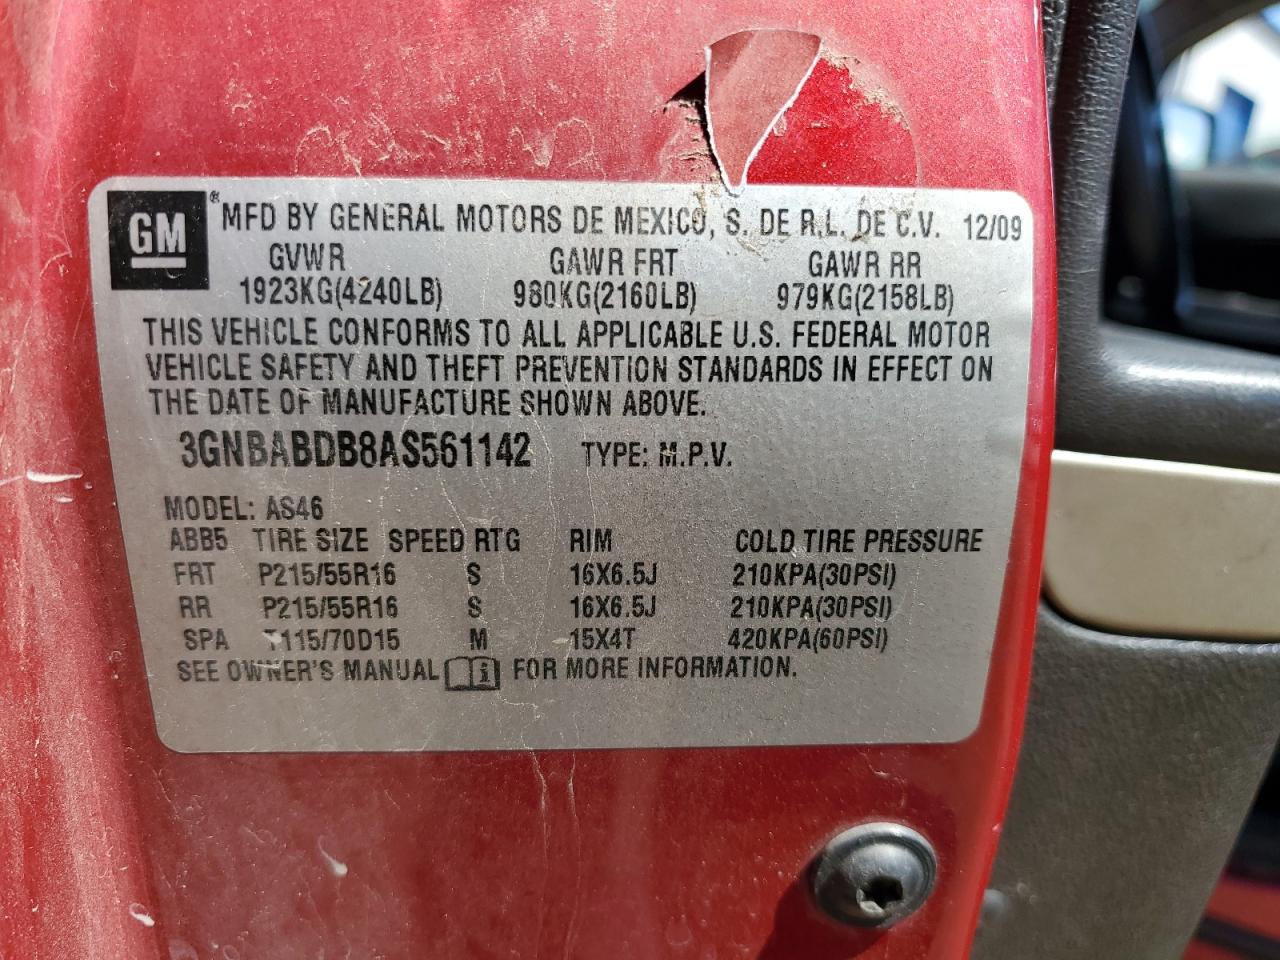 GM® MFD BY GENERAL MOTORS DE MEXICO, S. DE R.L. DE C.V. 12/09
GVWR GAWR FRT GAWR RR
1923KG(4240LB) 980KG(2160LB) 979KG(2158LB)
THIS VEHICLE CONFORMS TO ALL APPLICABLE U.S. FEDERAL MOTOR
VEHICLE SAFETY AND THEFT PREVENTION STANDARDS IN EFFECT ON
THE DATE OF MANUFACTURE SHOWN ABOVE.
3GNBABDB8AS561142 TYPE: M.P.V.
MODEL: AS46
ABB5 TIRE SIZE SPEED RTG RIM COLD TIRE PRESSURE
FRT P215/55R16 S 16X6.5J 210KPA(30PSI)
RR P215/55R16 S 16X6.5J 210KPA(30PSI)
SPA T115/70D15 M 15X4T 420KPA(60PSI)
SEE OWNER'S MANUAL i FOR MORE INFORMATION.